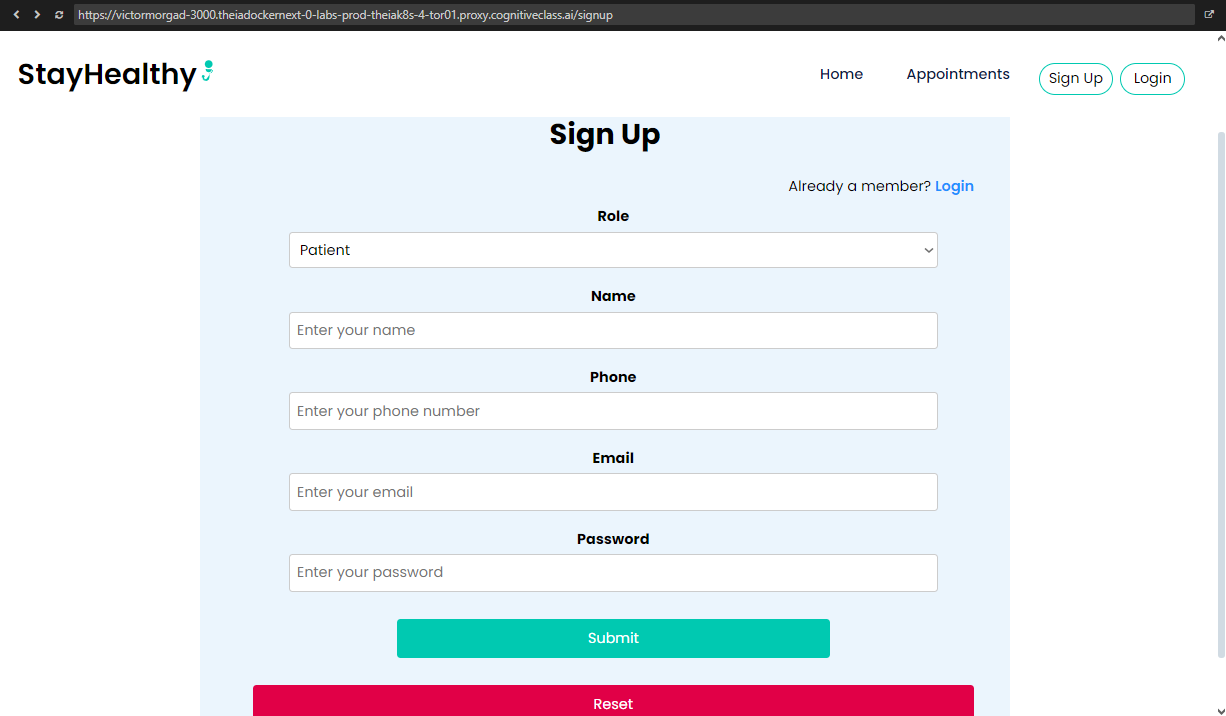 https://victormorgad-3000.theiadockernext-0-labs-prod-theiak8s-4-tor01.proxy.cognitiveclass.ai/signup
StayHealthy
Home Appointments Sign Up Login
Sign Up
Already a member? Login
Role
Patient
Name
Enter your name
Phone
Enter your phone number
Email
Enter your email
Password
Enter your password
Submit
Reset